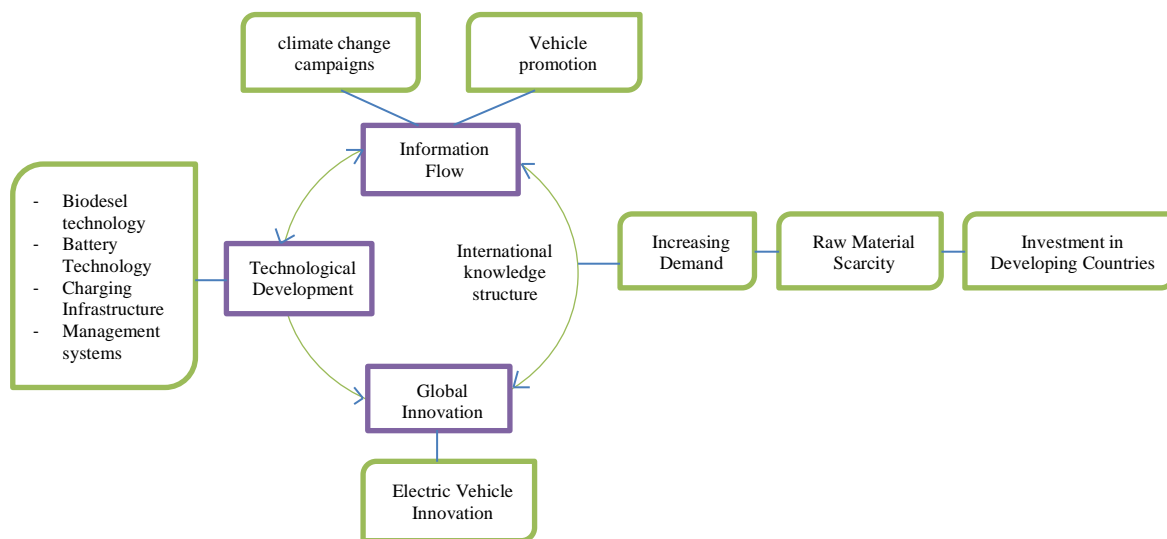 climate change
campaigns
Vehicle
promotion
Information
Flow
- Biodesel
technology
- Battery
Technology
- Charging
Infrastructure
- Management
systems
Technological
Development
International
knowledge
structure
Increasing
Demand
Raw Material
Scarcity
Investment in
Developing Countries
Global
Innovation
Electric Vehicle
Innovation